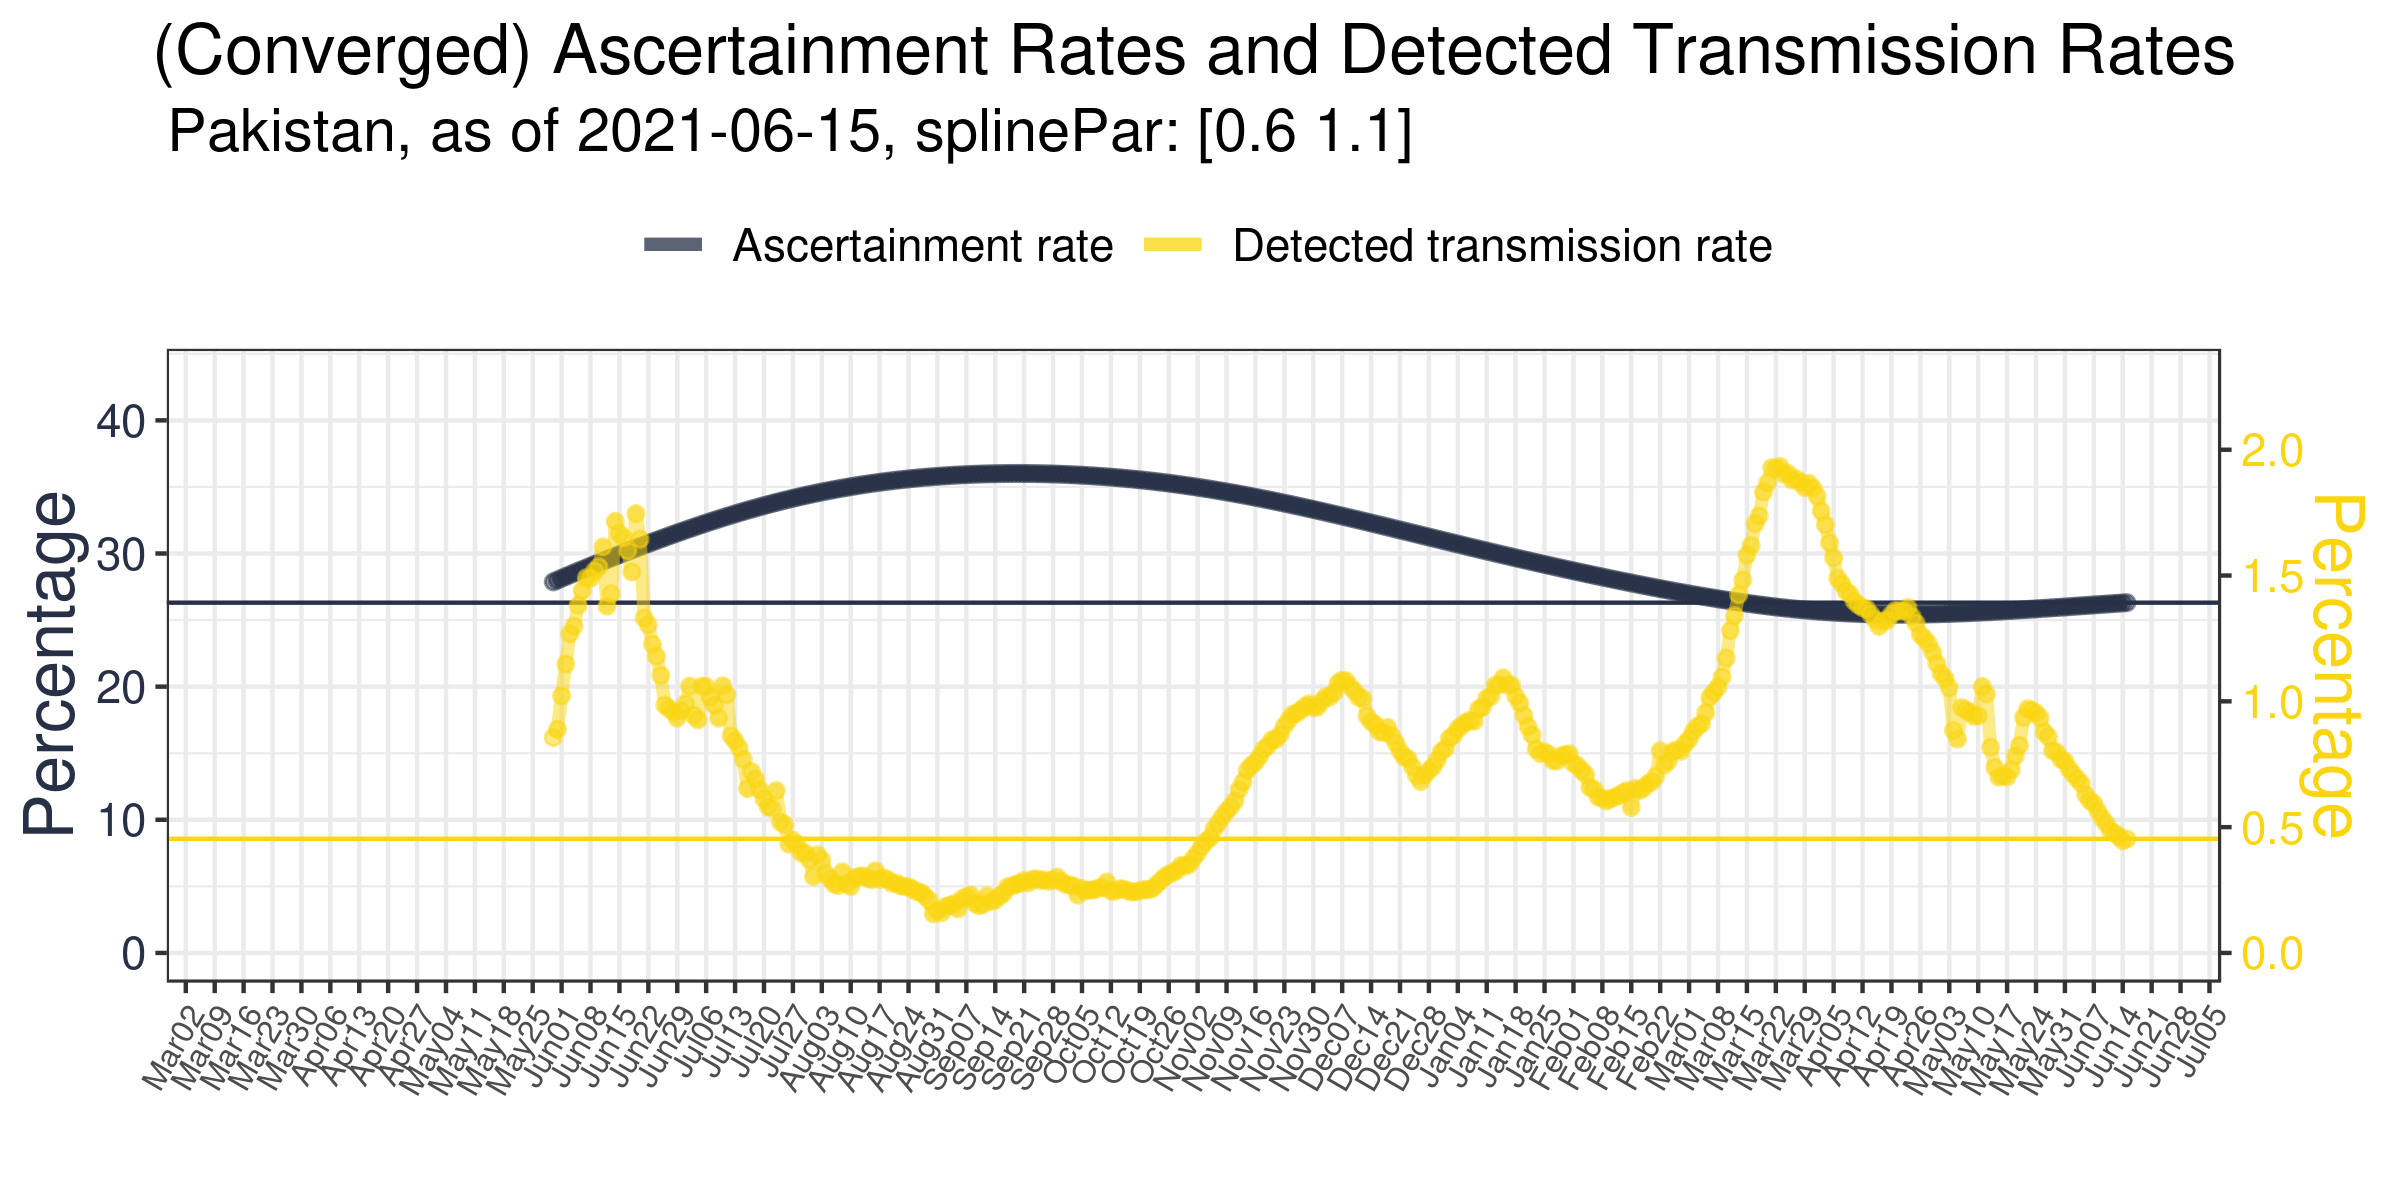 (Converged) Ascertainment Rates and Detected Transmission Rates
Pakistan, as of 2021-06-15, splinePar: [0.6 1.1]
Ascertainment rate
Detected transmission rate
Percentage
40
30
20
10
0
2.0
1.5
1.0
0.5
0.0
Percentage
Mar02
Mar09
Mar16
Mar23
Mar30
Apr06
Apr13
Apr20
Apr27
May04
May11
May18
May25
Jun01
Jun08
Jun15
Jun22
Jun29
Jul06
Jul13
Jul20
Jul27
Aug03
Aug10
Aug17
Aug24
Aug31
Sep07
Sep14
Sep21
Sep28
Oct05
Oct12
Oct19
Oct26
Nov02
Nov09
Nov16
Nov23
Nov30
Dec07
Dec14
Dec21
Dec28
Jan04
Jan11
Jan18
Jan25
Feb01
Feb08
Feb15
Feb22
Mar01
Mar08
Mar15
Mar22
Mar29
Apr05
Apr12
Apr19
Apr26
May03
May10
May17
May24
May31
Jun07
Jun14
Jun21
Jun28
Jul05